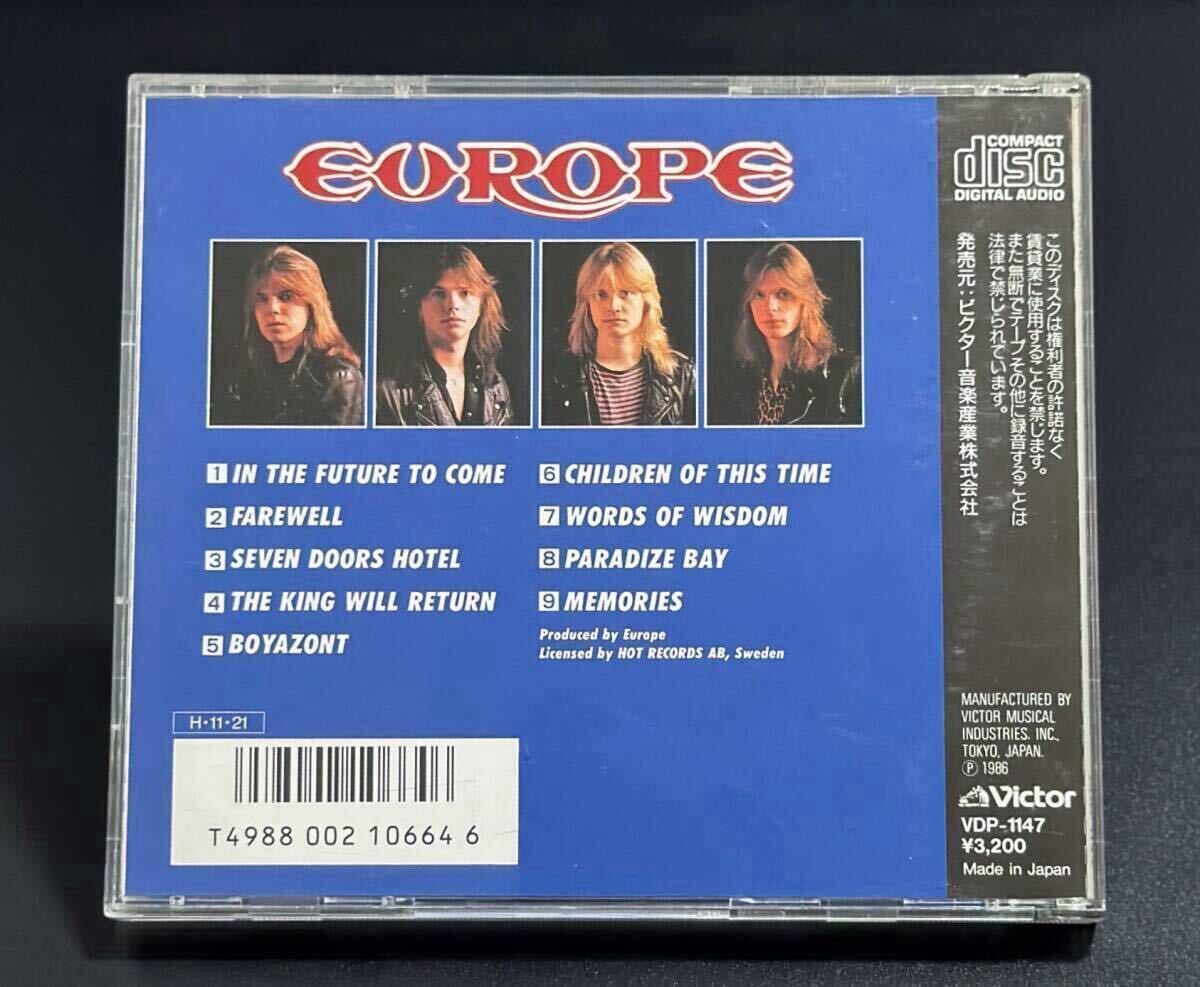 EUROPE
1 IN THE FUTURE TO COME
2 FAREWELL
3 SEVEN DOORS HOTEL
4 THE KING WILL RETURN
5 BOYAZONT
6 CHILDREN OF THIS TIME
7 WORDS OF WISDOM
8 PARADIZE BAY
9 MEMORIES
Produced by Europe
Licensed by HOT RECORDS AB, Sweden
H・11・21
T4988 002 10664 6
COMPACT
disc
DIGITAL AUDIO
このディスクは権利者の許諾なく
賃貸業に使用することを禁じます。
また無断でテープその他に録音することは
法律で禁じられています。
発売元:ビクター音楽産業株式会社
MANUFACTURED BY
VICTOR MUSICAL
INDUSTRIES. INC.,
TOKYO, JAPAN.
Ⓟ 1986
Victor
VDP-1147
¥3,200
Made in Japan